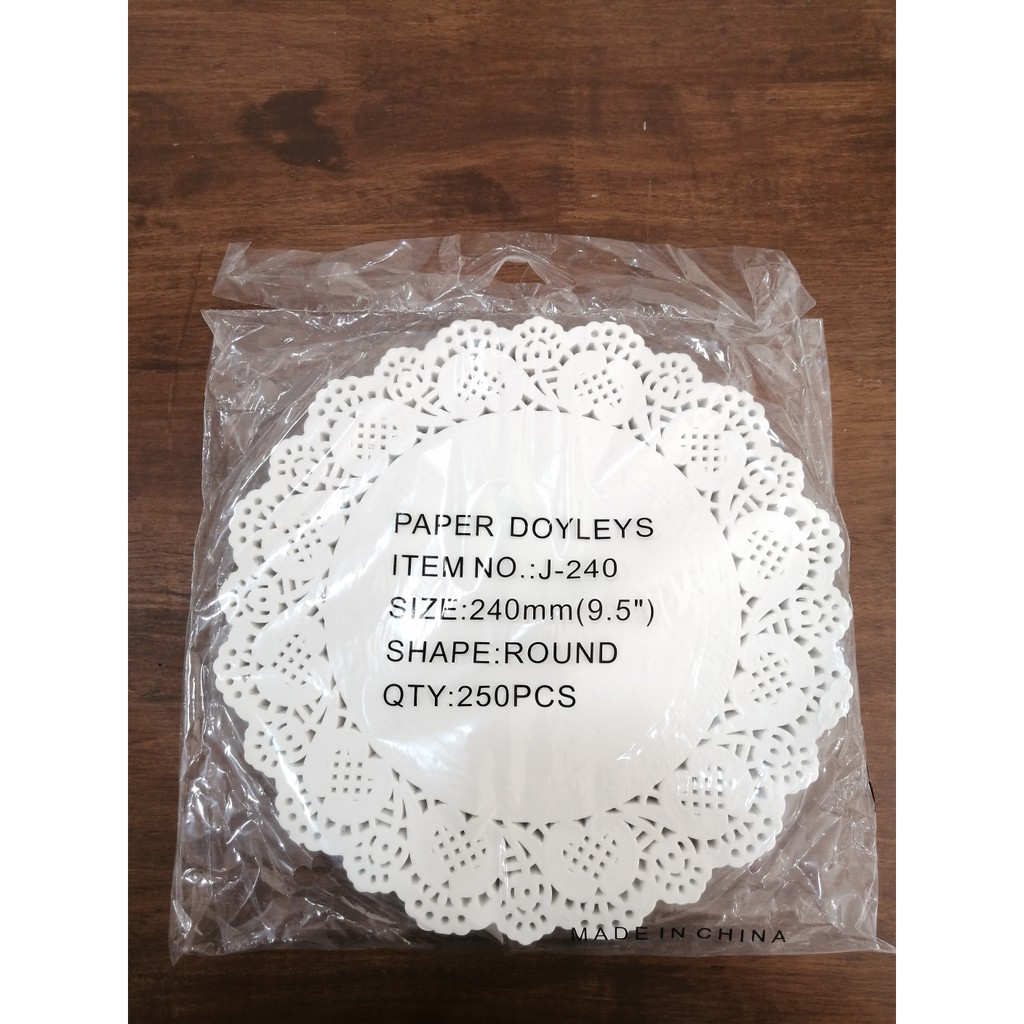 PAPER DOYLEYS
ITEM NO.:J-240
SIZE:240mm(9.5")
SHAPE:ROUND
QTY:250PCS
MADE IN CHINA